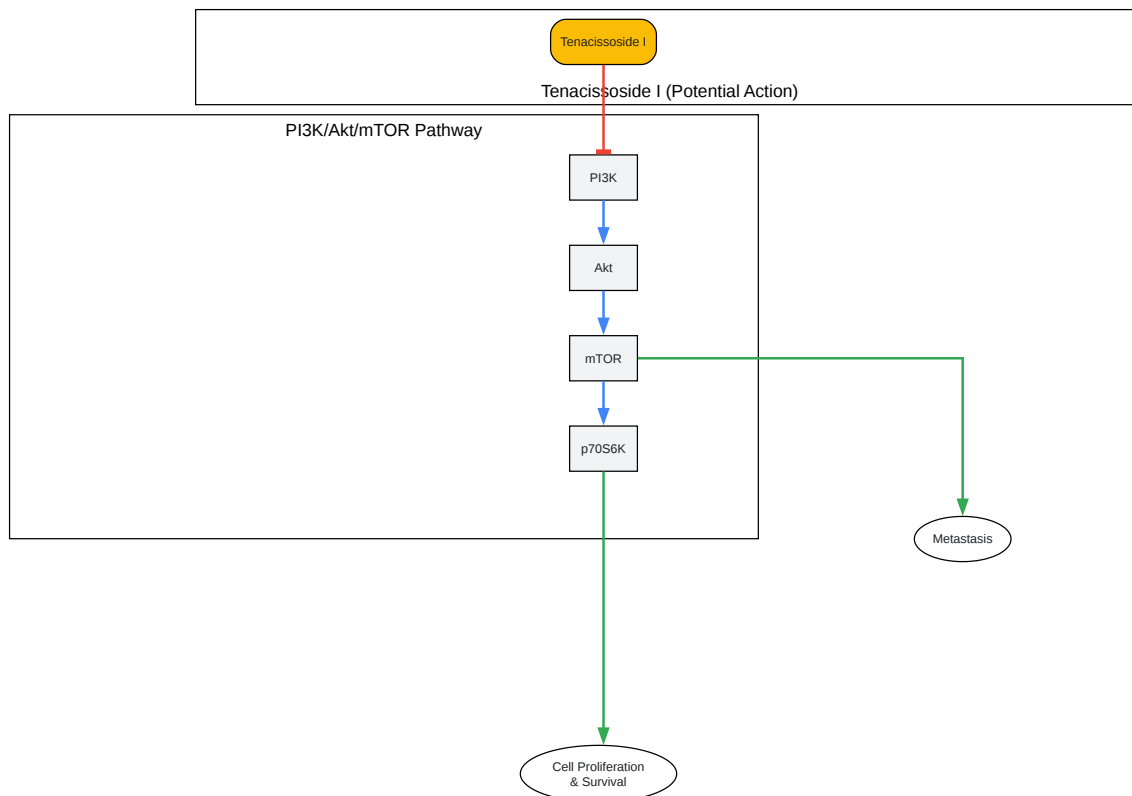 Tenacissoside I
Tenacissoside I (Potential Action)
PI3K/Akt/mTOR Pathway
PI3K
Akt
mTOR
p70S6K
Metastasis
Cell Proliferation
& Survival